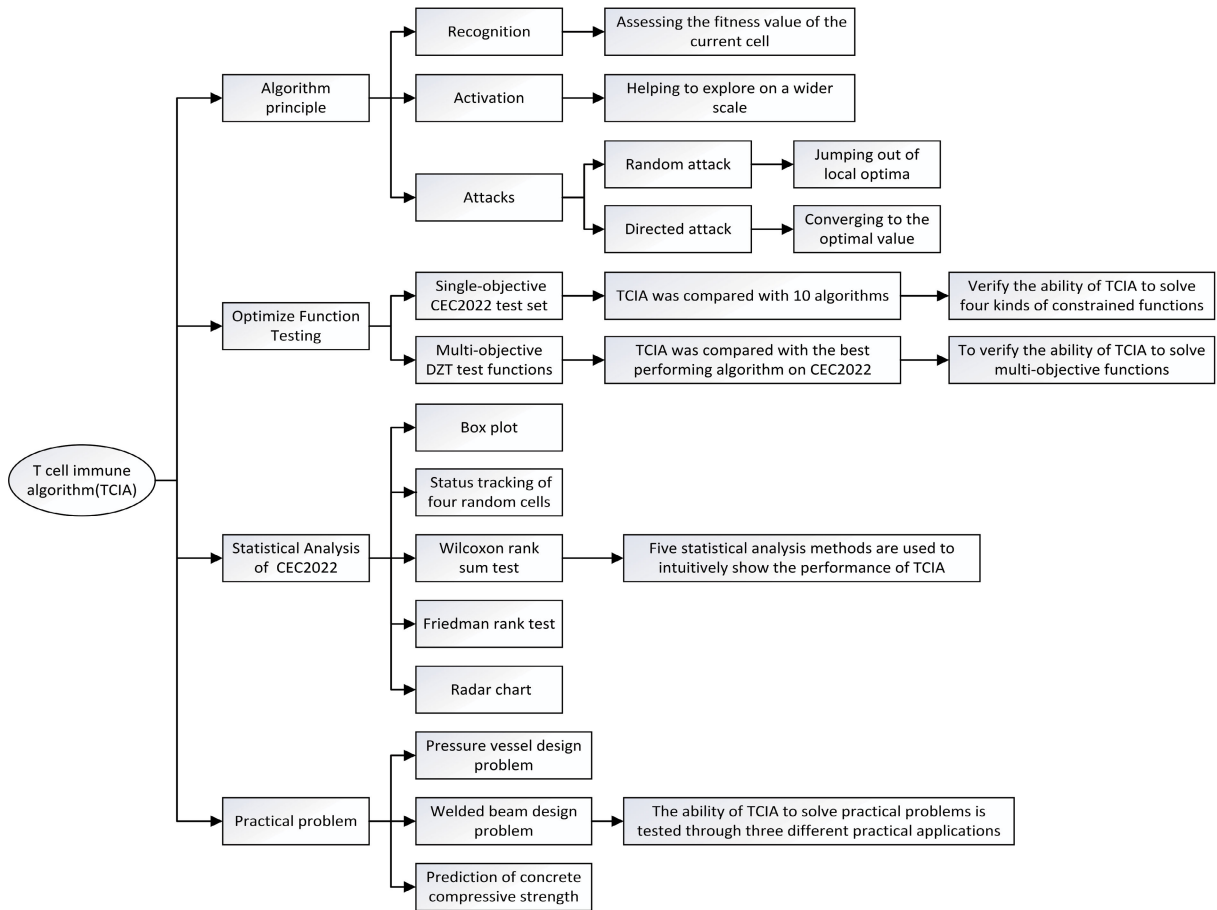 Recognition
Assessing the fitness value of the
current cell
Algorithm
principle
Activation
Helping to explore on a wider
scale
Attacks
Random attack
Jumping out of
local optima
Directed attack
Converging to the
optimal value
Optimize Function
Testing
Single-objective
CEC2022 test set
TCIA was compared with 10 algorithms
Verify the ability of TCIA to solve
four kinds of constrained functions
Multi-objective
DZT test functions
TCIA was compared with the best
performing algorithm on CEC2022
To verify the ability of TCIA to solve
multi-objective functions
T cell immune
algorithm(TCIA)
Box plot
Status tracking of
four random cells
Statistical Analysis
of CEC2022
Wilcoxon rank
sum test
Five statistical analysis methods are used to
intuitively show the performance of TCIA
Friedman rank test
Radar chart
Pressure vessel design
problem
Practical problem
Welded beam design
problem
The ability of TCIA to solve practical problems is
tested through three different practical applications
Prediction of concrete
compressive strength